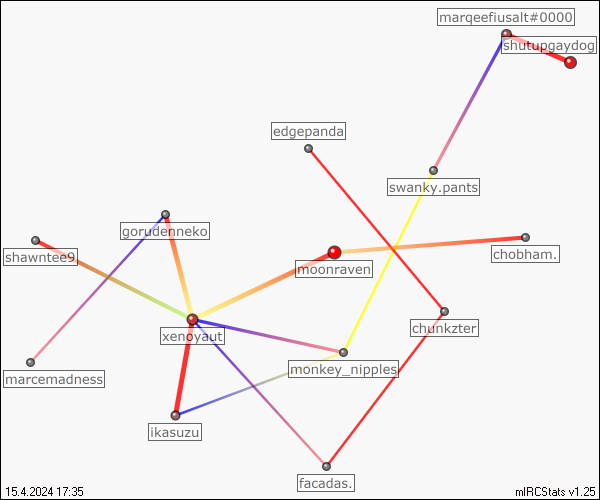 marqeefiusalt#0000
shutupgaydog
edgepanda
swanky.pants
gorudenneko
shawntee9
moonraven
chobham.
xenoyaut
chunkzter
monkey_nipples
marcemadness
ikasuzu
facadas.
15.4.2024 17:35
mIRCStats v1.25